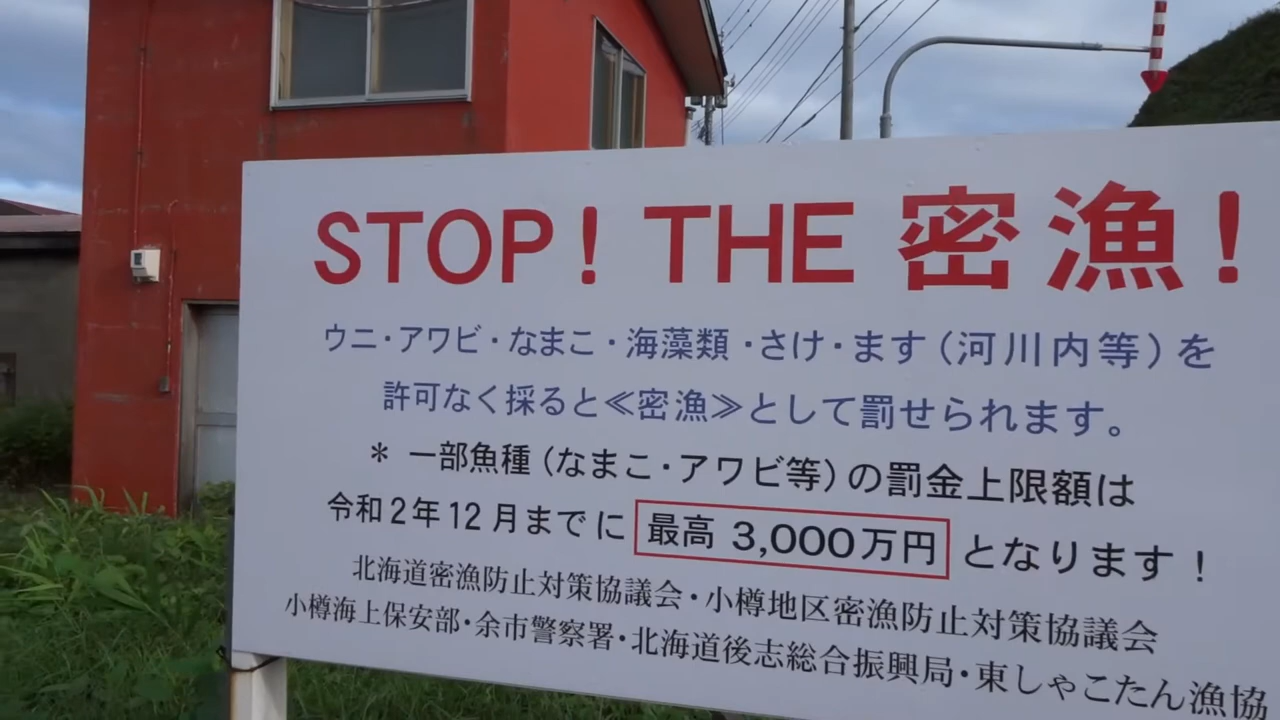 STOP! THE 密漁!
ウニ・アワビ・なまこ・海藻類・さけ・ます(河川内等)を
許可なく採ると≪密漁≫として罰せられます。
＊ 一部魚種(なまこ・アワビ等)の罰金上限額は
令和2年12月までに 最高 3,000万円 となります!
北海道密漁防止対策協議会・小樽地区密漁防止対策協議会
小樽海上保安部・余市警察署・北海道後志総合振興局・東しゃこたん漁協